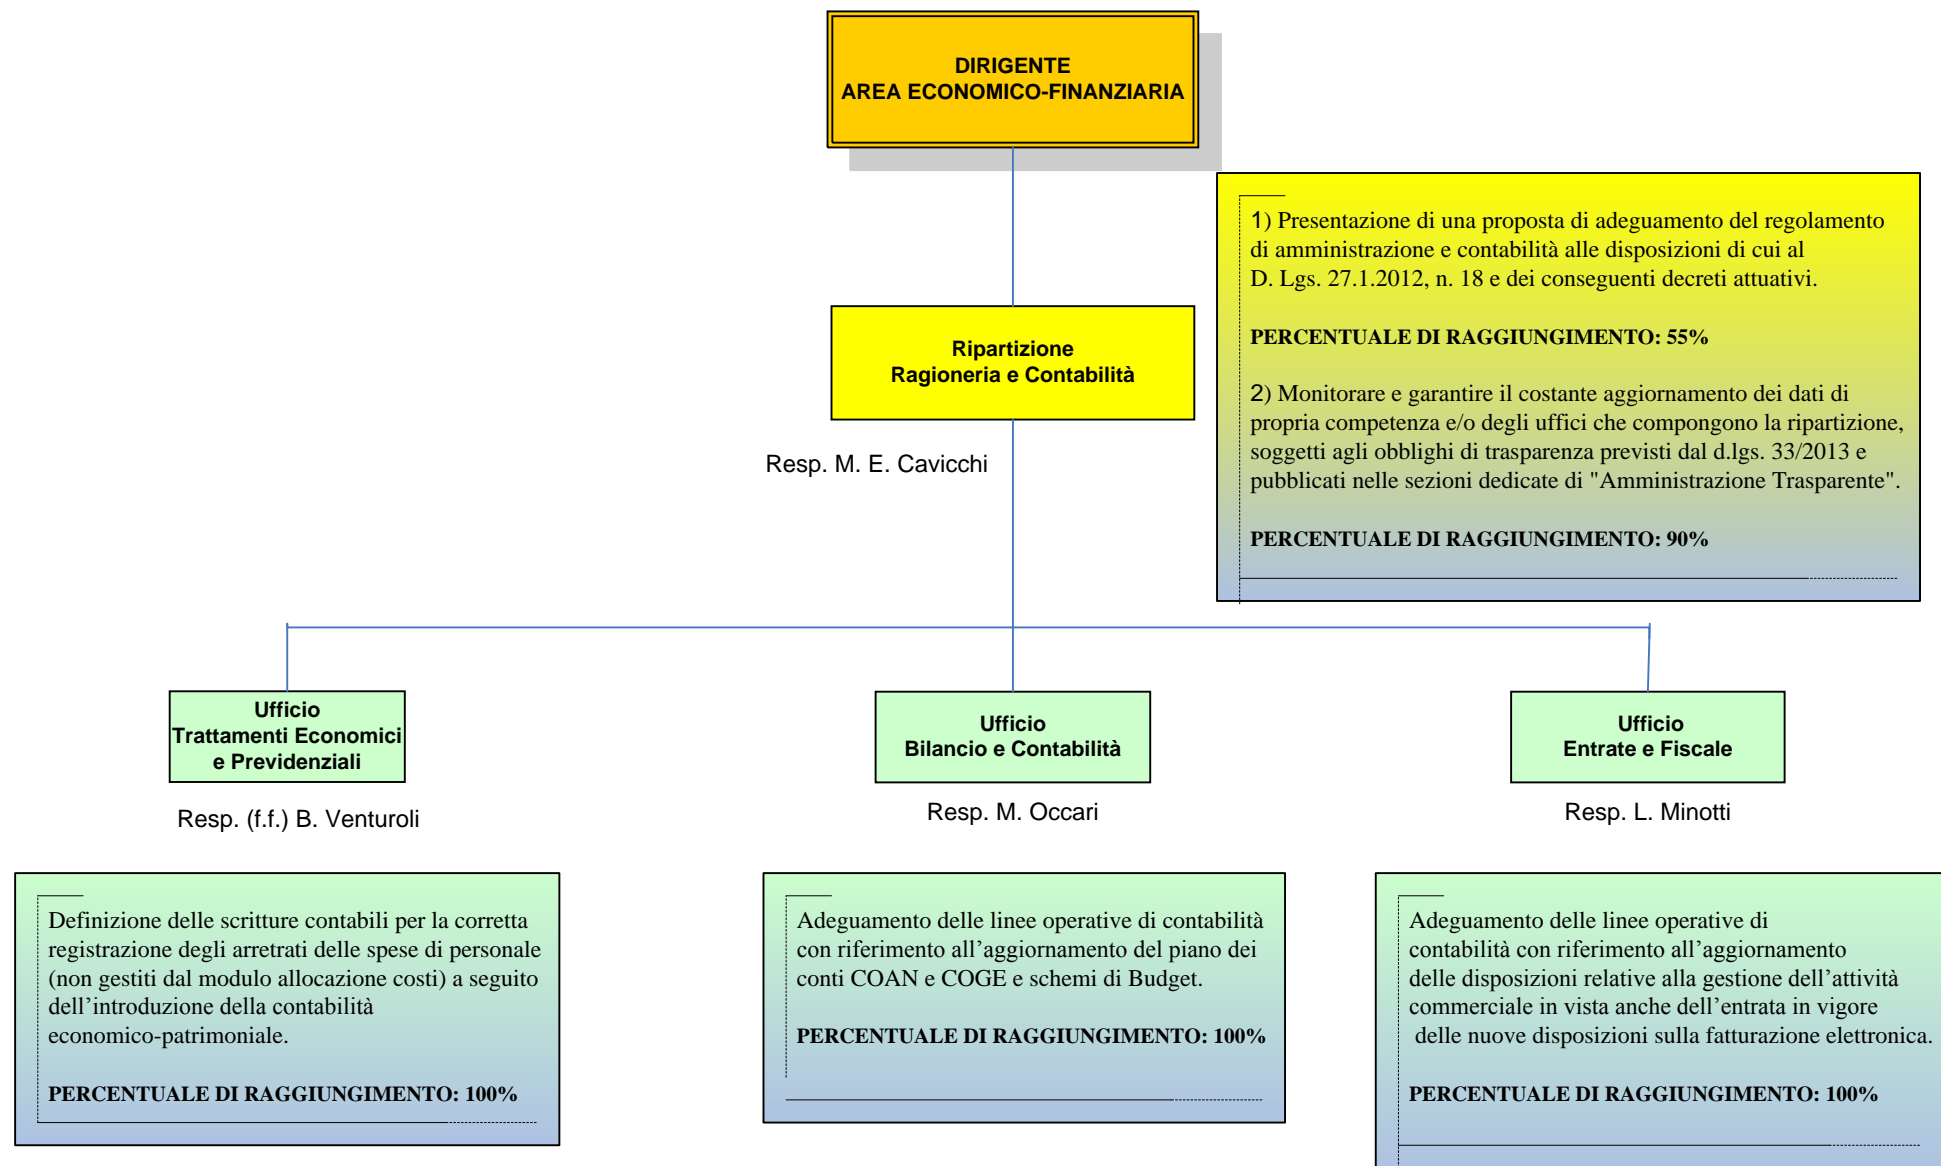 DIRIGENTE
AREA ECONOMICO-FINANZIARIA
1) Presentazione di una proposta di adeguamento del regolamento
di amministrazione e contabilità alle disposizioni di cui al
D. Lgs. 27.1.2012, n. 18 e dei conseguenti decreti attuativi.
PERCENTUALE DI RAGGIUNGIMENTO: 55%
2) Monitorare e garantire il costante aggiornamento dei dati di
propria competenza e/o degli uffici che compongono la ripartizione,
soggetti agli obblighi di trasparenza previsti dal d.lgs. 33/2013 e
pubblicati nelle sezioni dedicate di "Amministrazione Trasparente".
PERCENTUALE DI RAGGIUNGIMENTO: 90%
Ripartizione
Ragioneria e Contabilità
Resp. M. E. Cavicchi
Ufficio
Trattamenti Economici
e Previdenziali
Resp. (f.f.) B. Venturoli
Definizione delle scritture contabili per la corretta
registrazione degli arretrati delle spese di personale
(non gestiti dal modulo allocazione costi) a seguito
dell’introduzione della contabilità
economico-patrimoniale.
PERCENTUALE DI RAGGIUNGIMENTO: 100%
Ufficio
Bilancio e Contabilità
Resp. M. Occari
Adeguamento delle linee operative di contabilità
con riferimento all’aggiornamento del piano dei
conti COAN e COGE e schemi di Budget.
PERCENTUALE DI RAGGIUNGIMENTO: 100%
Ufficio
Entrate e Fiscale
Resp. L. Minotti
Adeguamento delle linee operative di
contabilità con riferimento all’aggiornamento
delle disposizioni relative alla gestione dell’attività
commerciale in vista anche dell’entrata in vigore
delle nuove disposizioni sulla fatturazione elettronica.
PERCENTUALE DI RAGGIUNGIMENTO: 100%